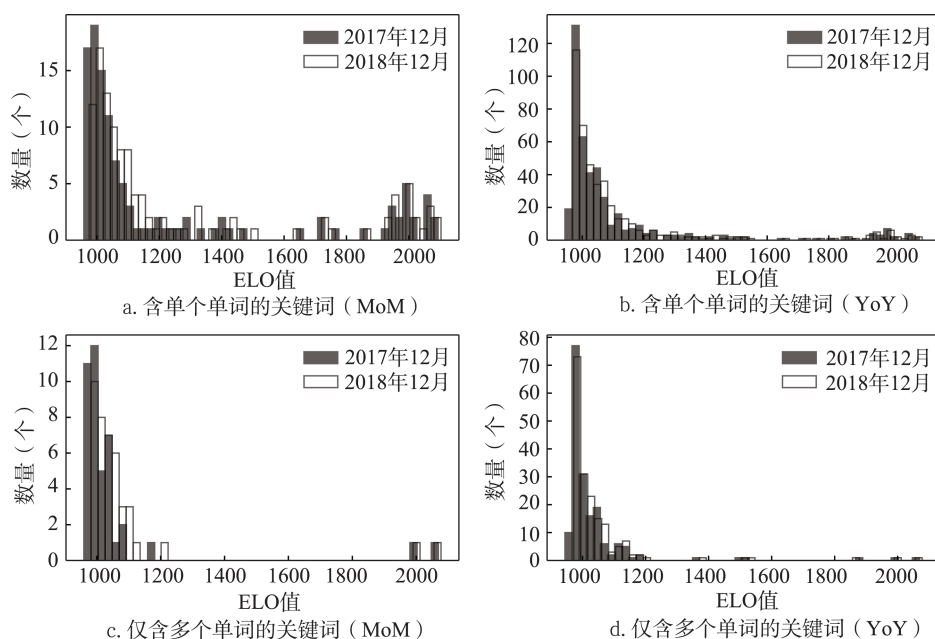 15
10
5
0
数量（个）
2017年12月
2018年12月
1000 1200 1400 1600 1800 2000
ELO值
a. 含单个单词的关键词（MoM）
120
100
80
60
40
20
0
数量（个）
2017年12月
2018年12月
1000 1200 1400 1600 1800 2000
ELO值
b. 含单个单词的关键词（YoY）
12
10
8
6
4
2
0
数量（个）
2017年12月
2018年12月
1000 1200 1400 1600 1800 2000
ELO值
c. 仅含多个单词的关键词（MoM）
80
70
60
50
40
30
20
10
0
数量（个）
2017年12月
2018年12月
1000 1200 1400 1600 1800 2000
ELO值
d. 仅含多个单词的关键词（YoY）